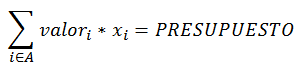 ∑_{i∈A} valor_i * x_i = PRESUPUESTO